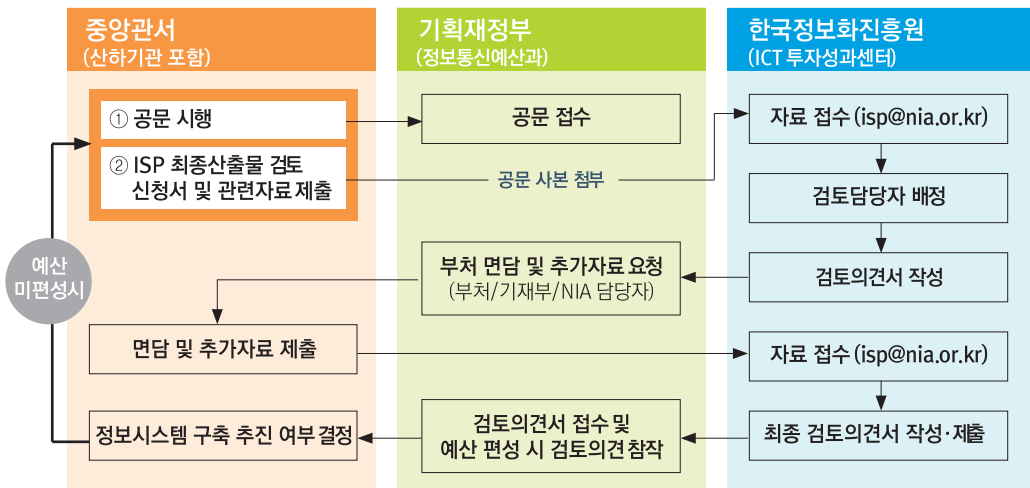 중앙관서
(산하기관 포함)
기획재정부
(정보통신예산과)
한국정보화진흥원
(ICT 투자성과센터)
① 공문 시행
② ISP 최종산출물 검토
신청서 및 관련자료 제출
공문 접수
공문 사본 첨부
자료 접수 (isp@nia.or.kr)
검토담당자 배정
검토의견서 작성
부처 면담 및 추가자료 요청
(부처/기재부/NIA 담당자)
예산
미편성시
면담 및 추가자료 제출
자료 접수 (isp@nia.or.kr)
최종 검토의견서 작성·제출
검토의견서 접수 및
예산 편성 시 검토의견 참작
정보시스템 구축 추진 여부 결정